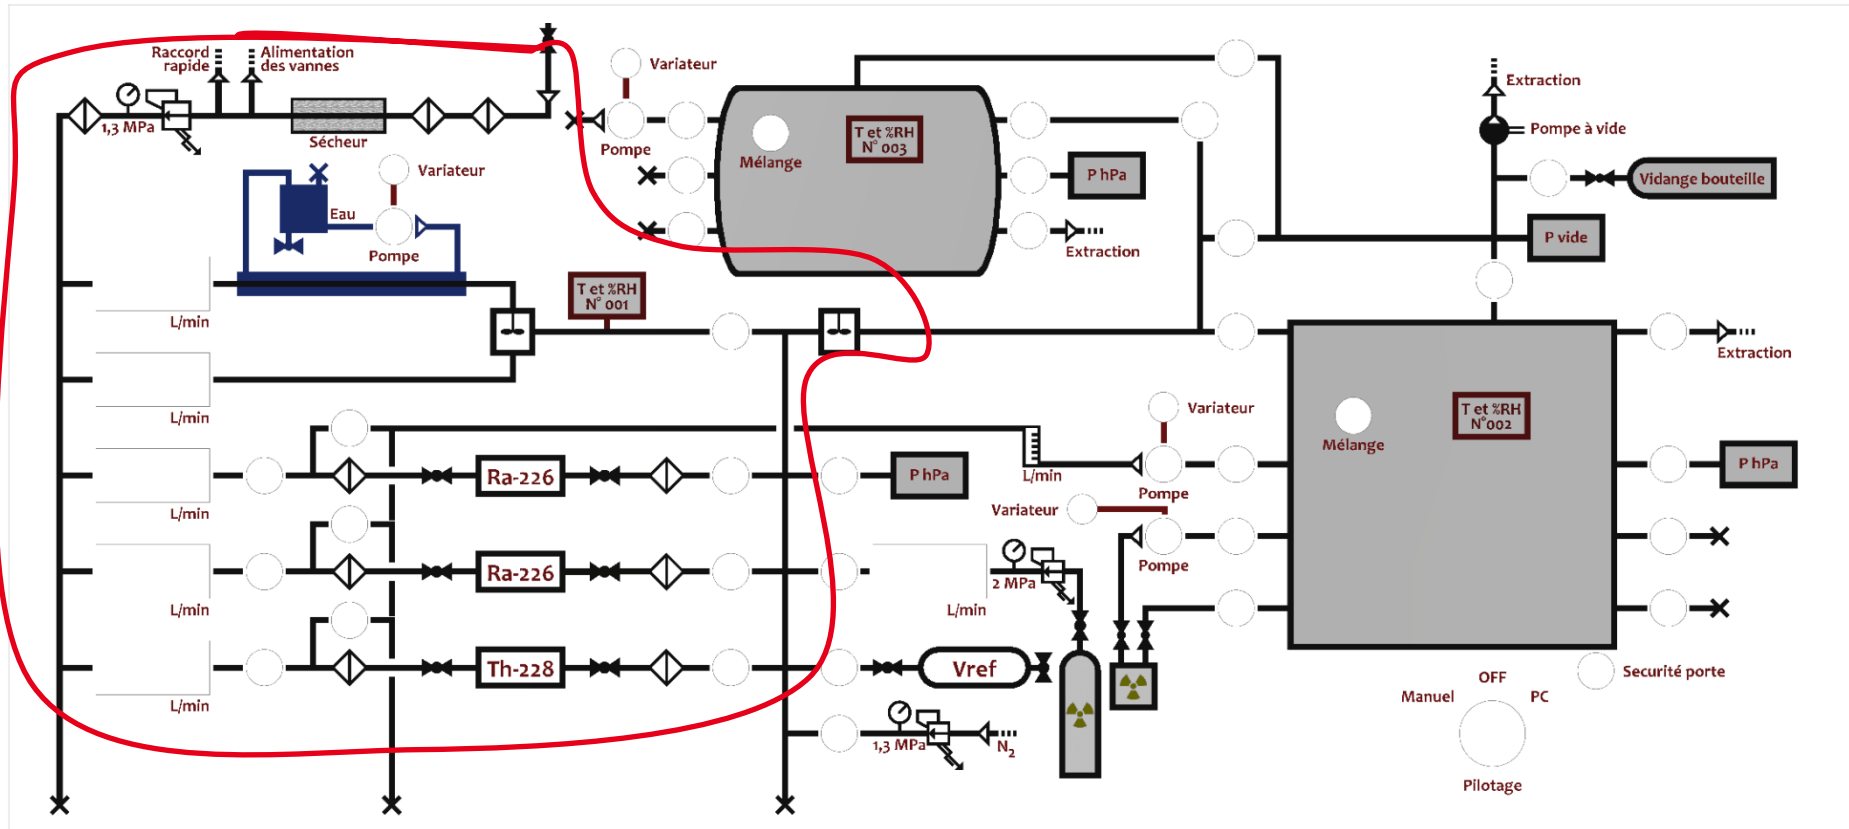 Raccord
rapide
Alimentation
des vannes
1,3 MPa
Sécheur
Variateur
Pompe
Mélange
T et %RH
N° 003
P hPa
Extraction
Extraction
Pompe à vide
Vidange bouteille
P vide
Variateur
Eau
Pompe
L/min
T et %RH
N° 001
Extraction
L/min
Variateur
Mélange
T et %RH
N°002
L/min
Ra-226
P hPa
L/min
Pompe
P hPa
Variateur
L/min
Ra-226
L/min
2 MPa
Pompe
L/min
Th-228
Vref
Securité porte
OFF
Manuel
PC
Pilotage
1,3 MPa
N2